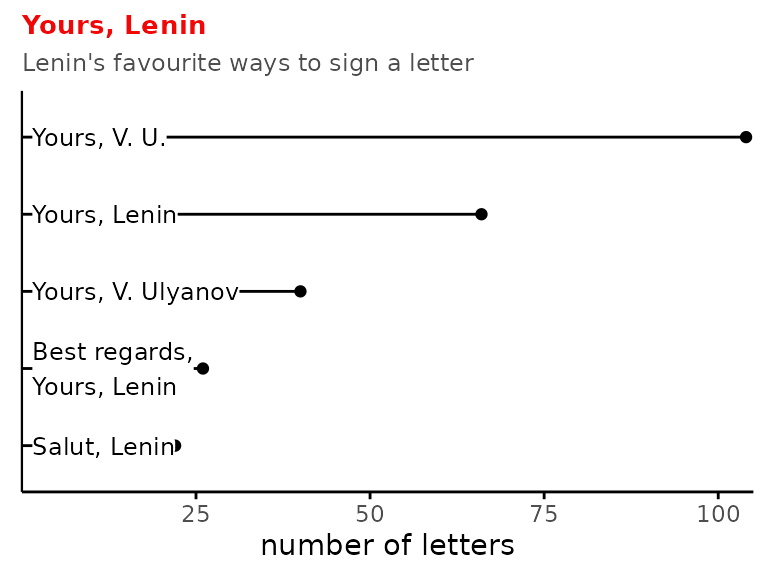 Yours, Lenin
Lenin's favourite ways to sign a letter
Yours, V. U.
Yours, Lenin
Yours, V. Ulyanov
Best regards,
Yours, Lenin
Salut, Lenin
25 50 75 100
number of letters